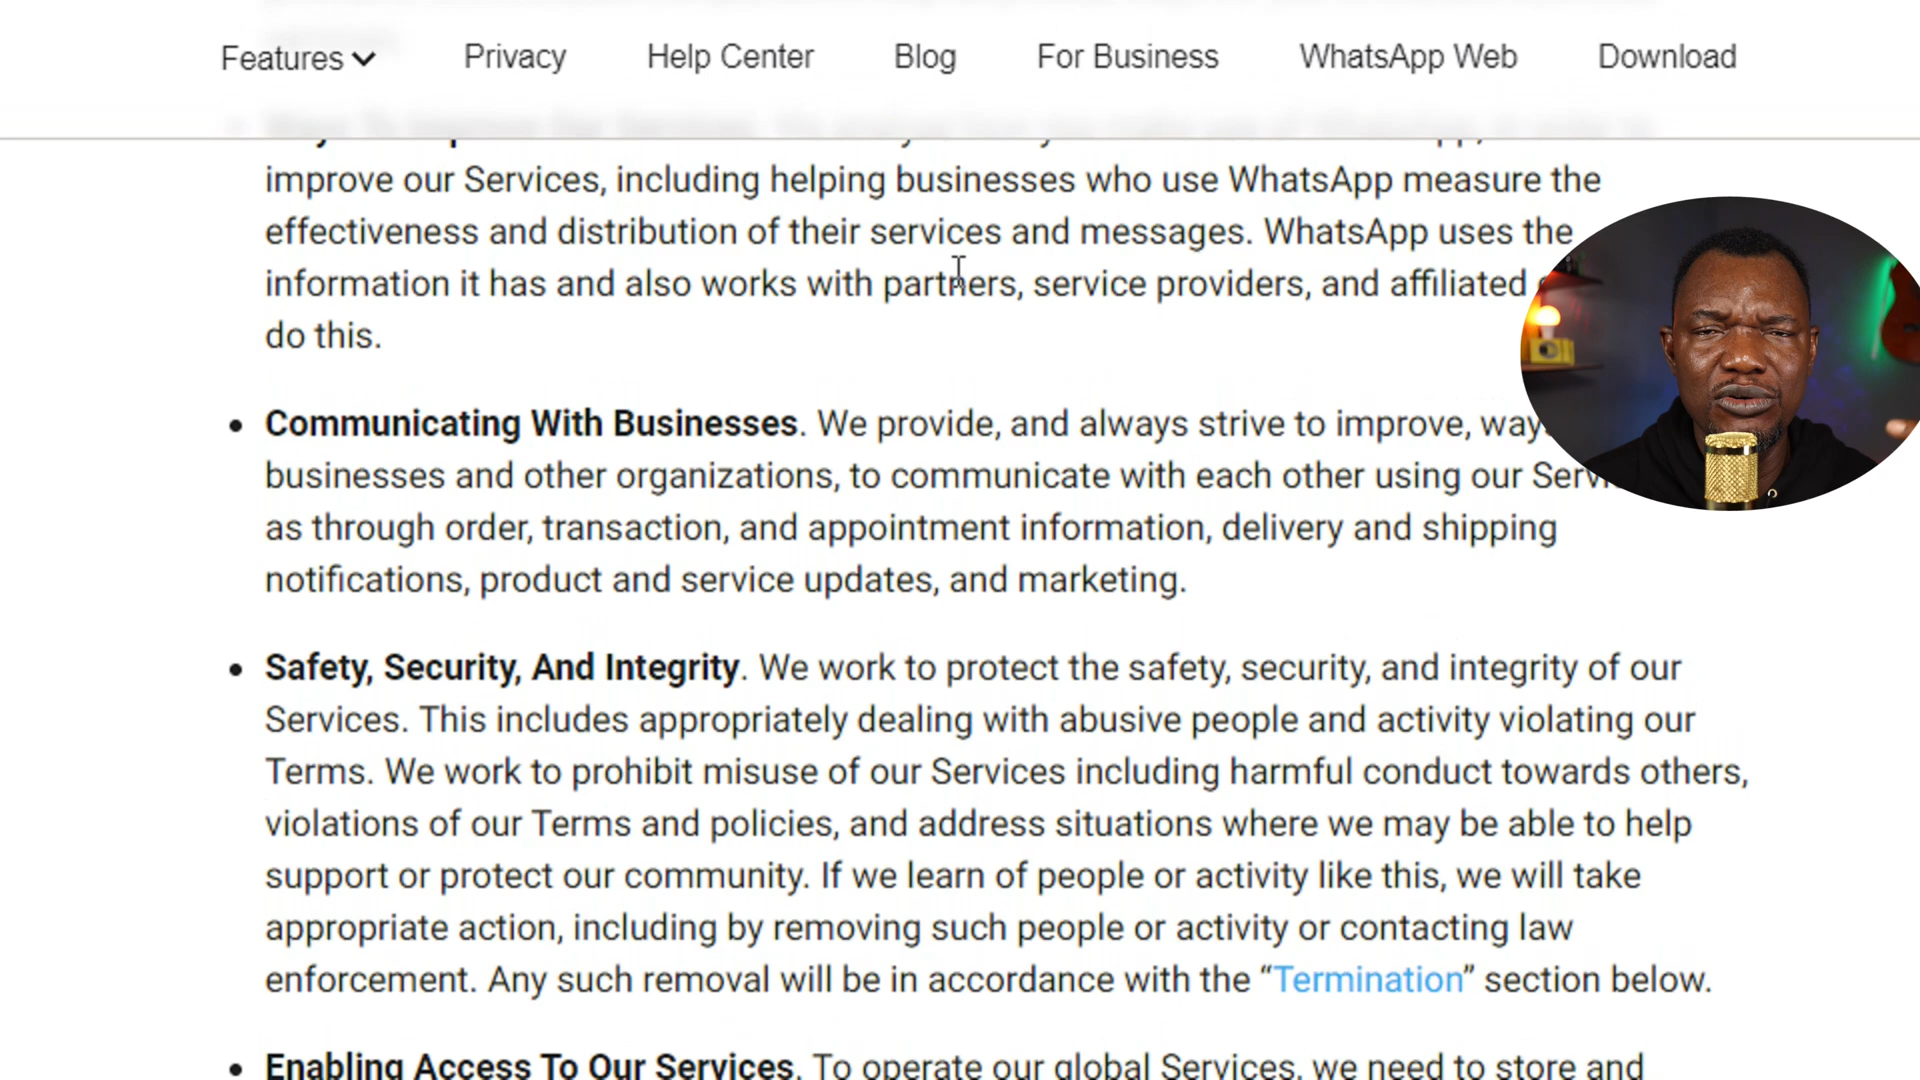 Features Privacy Help Center Blog For Business WhatsApp Web Download
improve our Services, including helping businesses who use WhatsApp measure the
effectiveness and distribution of their services and messages. WhatsApp uses the
information it has and also works with partners, service providers, and affiliated
do this.
• Communicating With Businesses. We provide, and always strive to improve,
businesses and other organizations, to communicate with each other using our
as through order, transaction, and appointment information, delivery and shipping
notifications, product and service updates, and marketing.
• Safety, Security, And Integrity. We work to protect the safety, security, and integrity of our
Services. This includes appropriately dealing with abusive people and activity violating our
Terms. We work to prohibit misuse of our Services including harmful conduct towards others,
violations of our Terms and policies, and address situations where we may be able to help
support or protect our community. If we learn of people or activity like this, we will take
appropriate action, including by removing such people or activity or contacting law
enforcement. Any such removal will be in accordance with the “Termination” section below.
• Enabling Access To Our Services. To operate our global Services, we need to store and